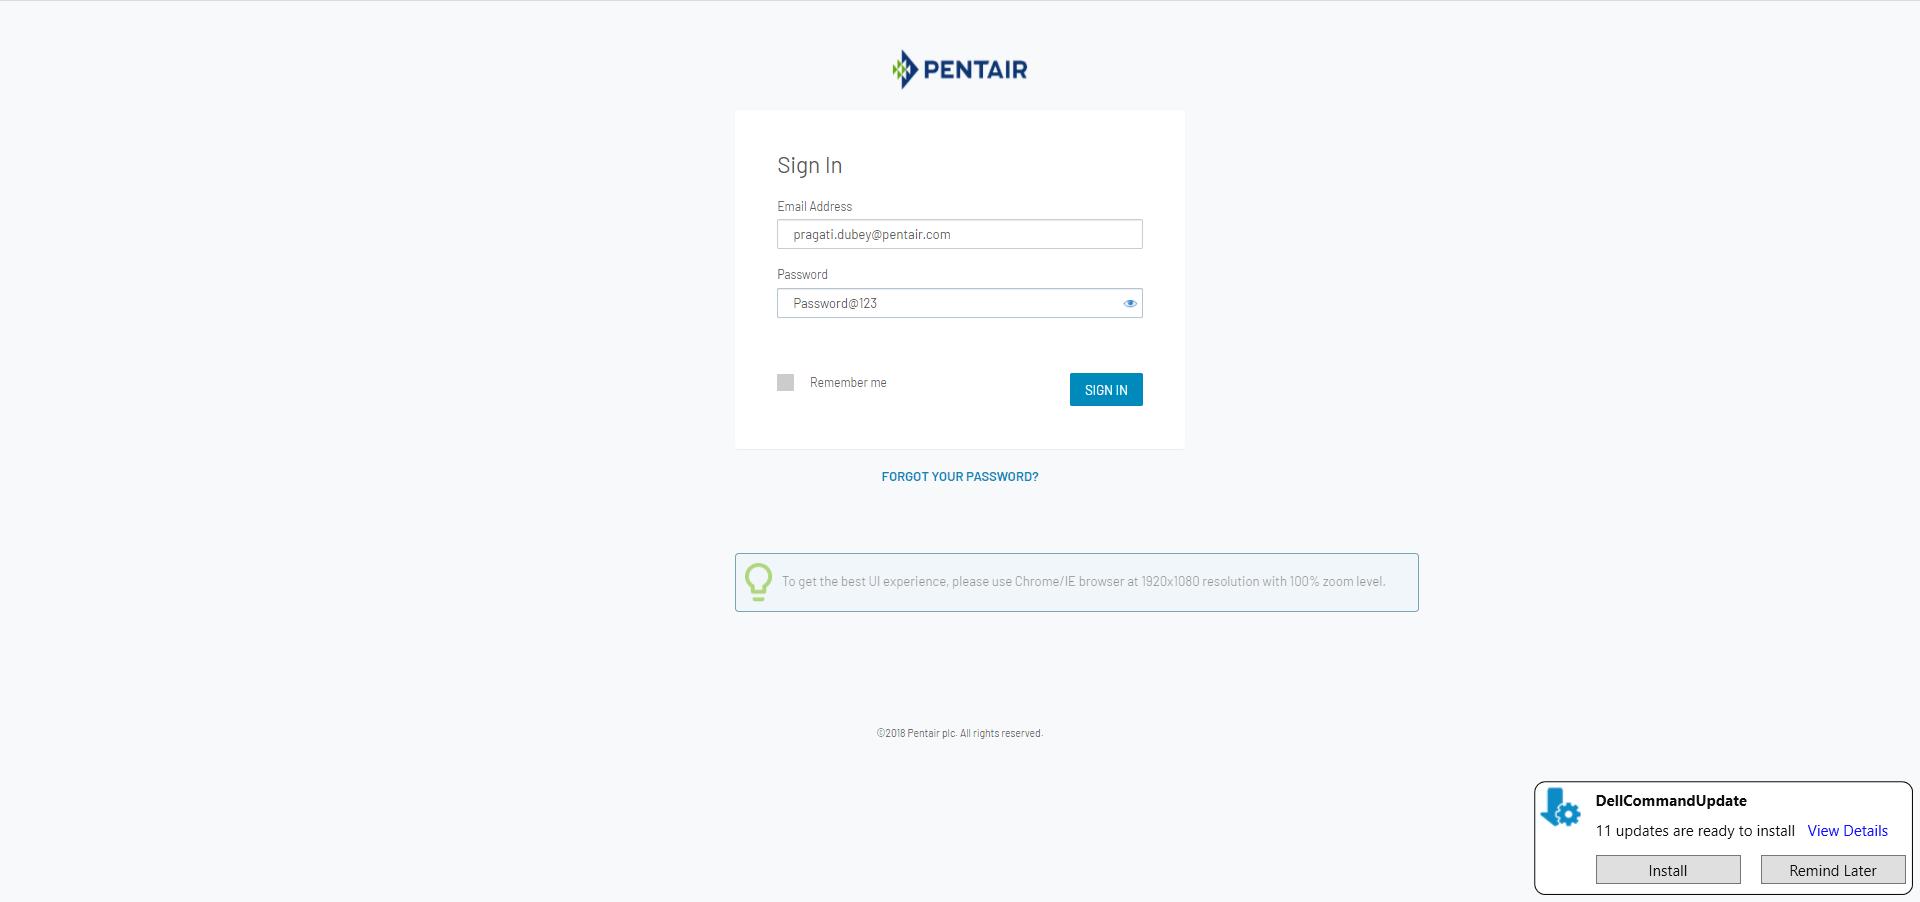 PENTAIR
Sign In
Email Address
pragati.dubey@pentair.com
Password
Password@123
Remember me
SIGN IN
FORGOT YOUR PASSWORD?
To get the best UI experience, please use Chrome/IE browser at 1920x1080 resolution with 100% zoom level.
©2018 Pentair plc. All rights reserved.
DellCommandUpdate
11 updates are ready to install View Details
Install Remind Later